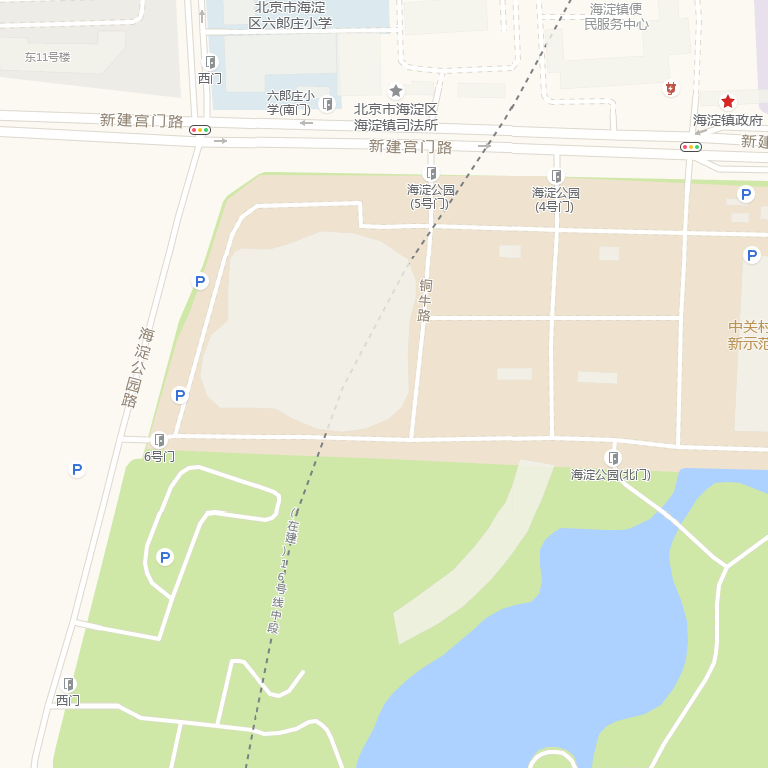 北京市海淀
区六郎庄小学
海淀镇便
民服务中心
东11号楼
西门
六郎庄小
学(南门)
北京市海淀区
海淀镇司法所
海淀镇政府
新建宫门路
新建宫门路
新建
海淀公园
(5号门)
海淀公园
(4号门)
P
P
P
铜牛路
中关村
新示范
海淀公园路
P
6号门
P
海淀公园(北门)
(在建)16号线中段
P
西门